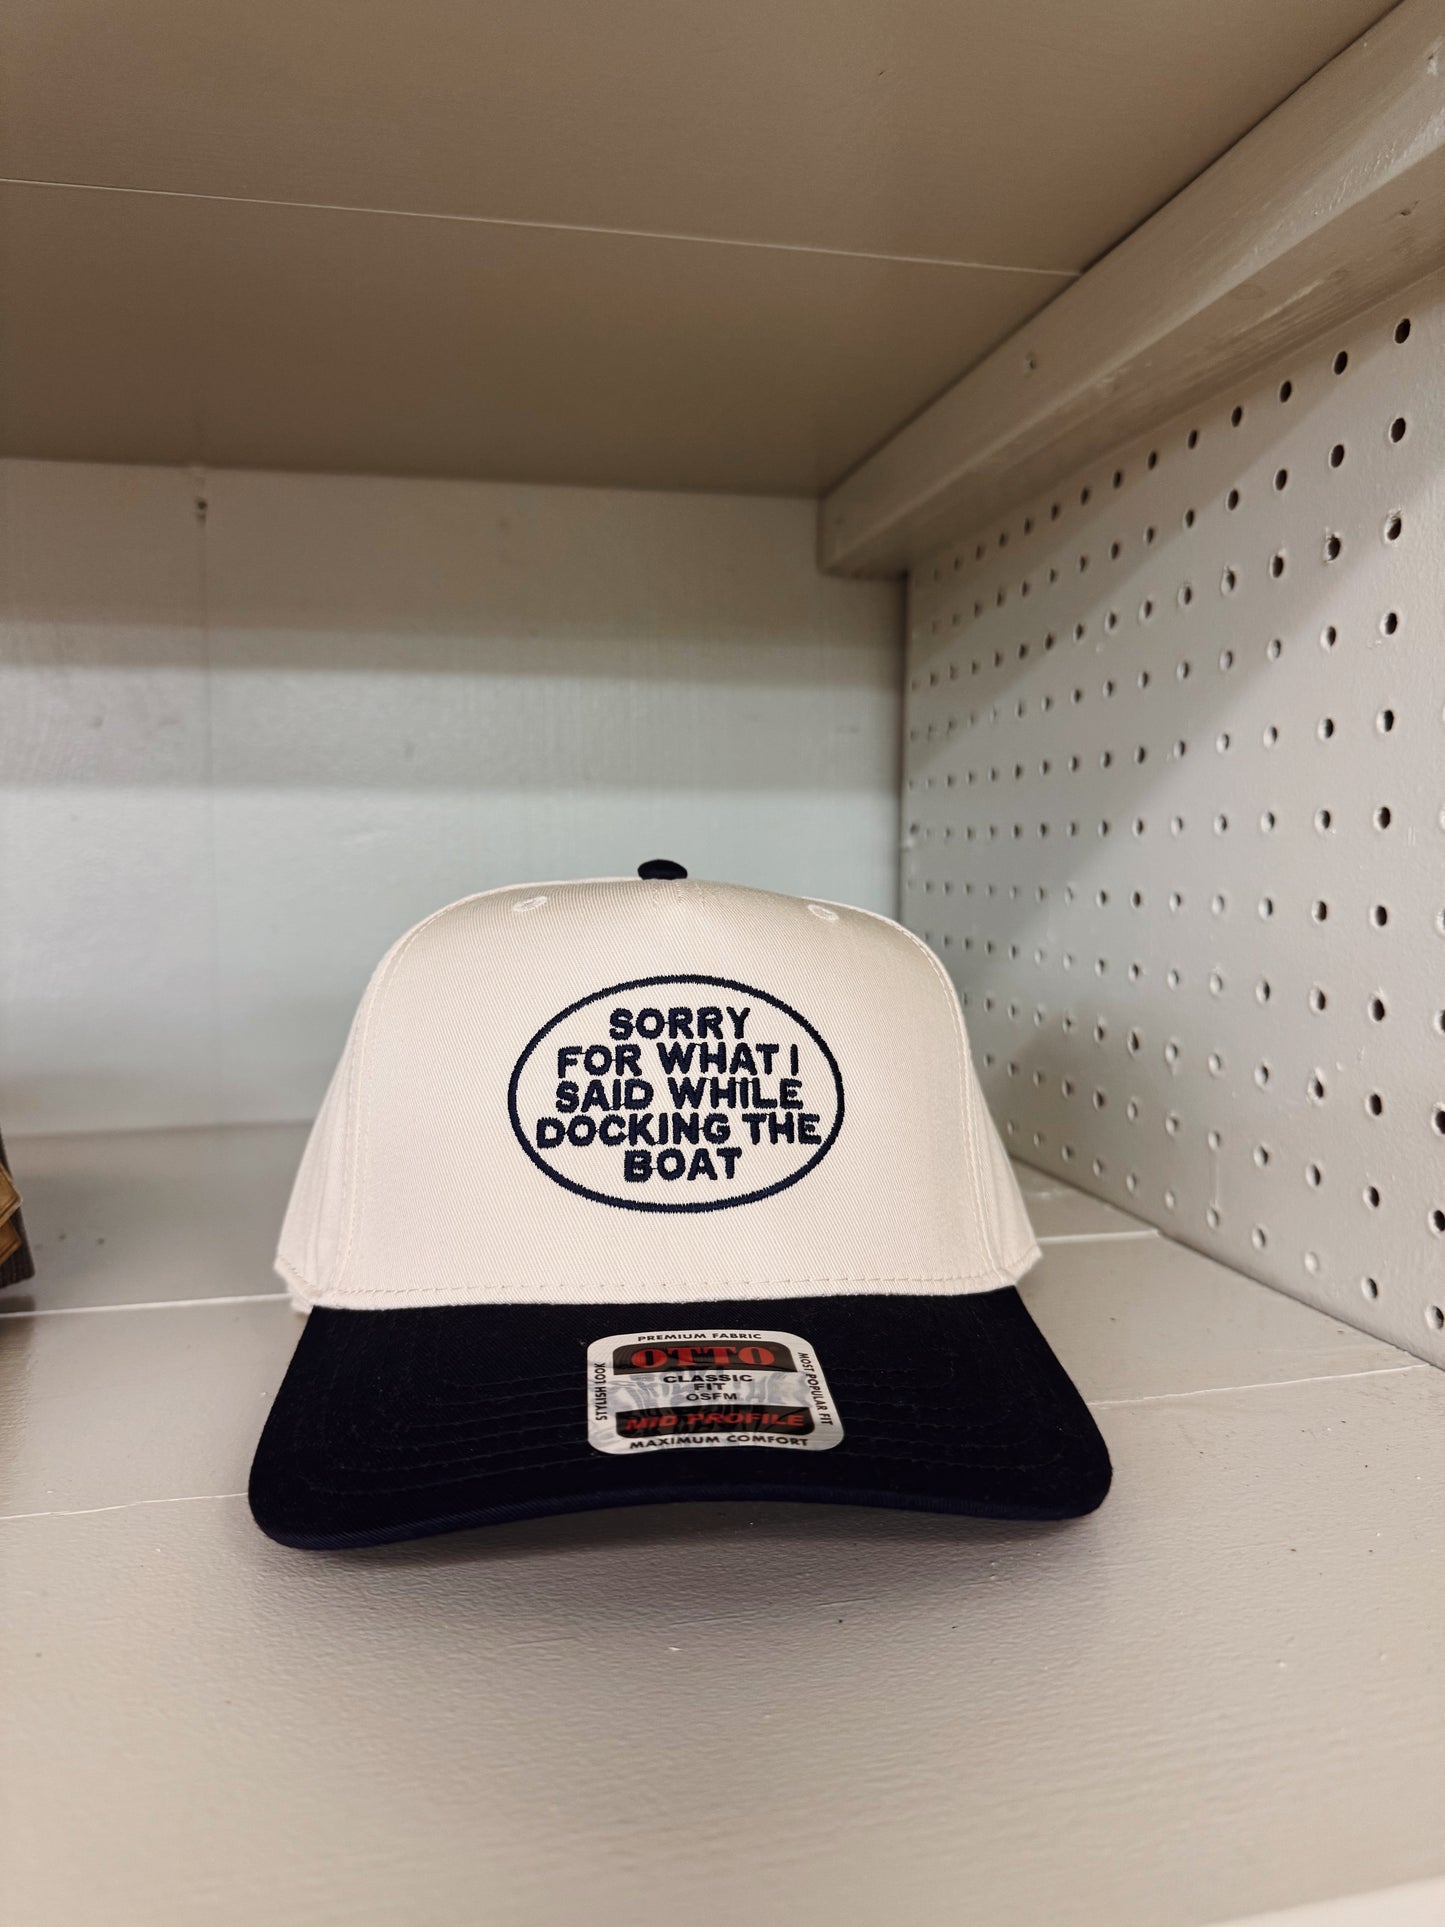 SORRY
FOR WHAT I
SAID WHILE
DOCKING THE
BOAT
PREMIUM FABRIC
OTTO
CLASSIC
FIT
OSFM
MID PROFILE
MAXIMUM COMFORT
STYLISH LOOK
MOST POPULAR FIT